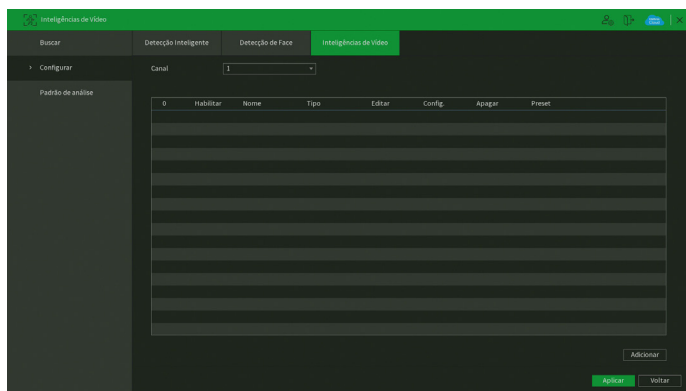 Inteligências de Vídeo
Buscar
Detecção Inteligente
Detecção de Face
Inteligências de Vídeo
Configurar
Canal
1
Padrão de análise
0 Habilitar Nome Tipo Editar Config. Apagar Preset
Adicionar
Aplicar
Voltar